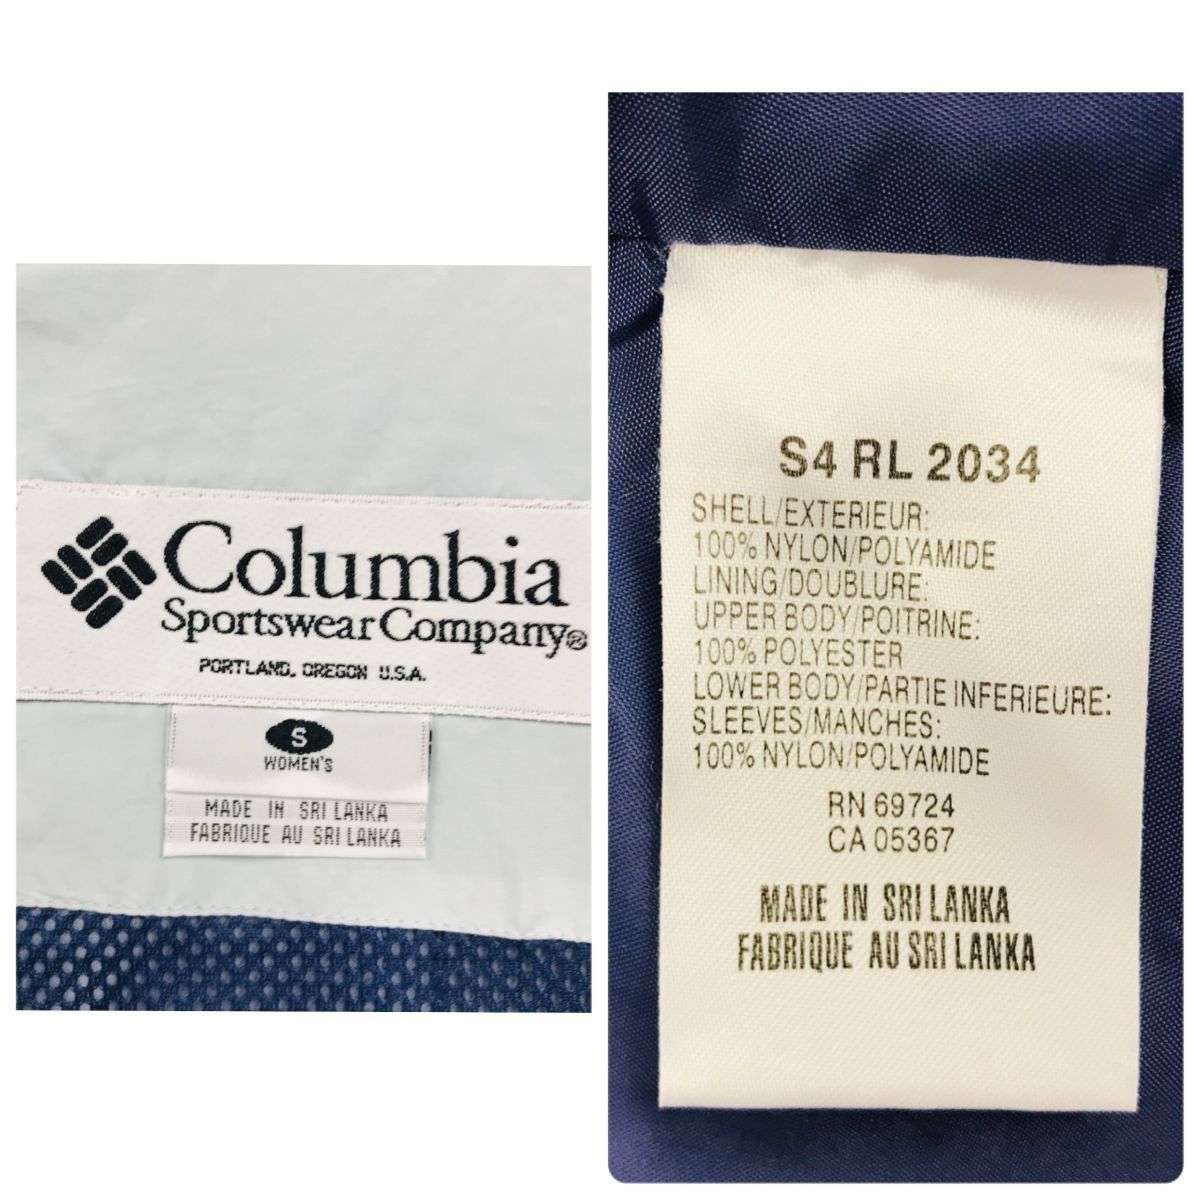 Columbia
Sportswear Company®
PORTLAND, OREGON U.S.A.
S
WOMEN'S
MADE IN SRI LANKA
FABRIQUE AU SRI LANKA
S4 RL 2034
SHELL/EXTERIEUR:
100% NYLON/POLYAMIDE
LINING/DOUBLURE:
UPPER BODY/POITRINE:
100% POLYESTER
LOWER BODY/PARTIE INFERIEURE:
SLEEVES/MANCHES:
100% NYLON/POLYAMIDE
RN 69724
CA 05367
MADE IN SRI LANKA
FABRIQUE AU SRI LANKA